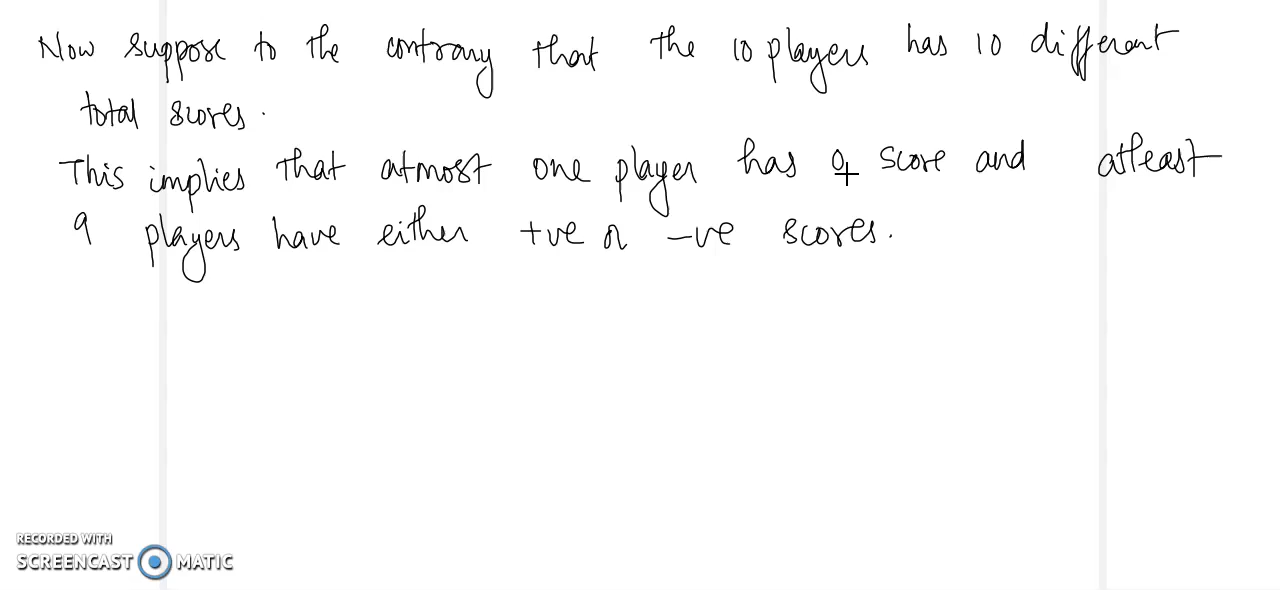 Now suppose to the contrary that the 10 players has 10 different
total scores.
This implies that atmost one player has 0 score and atleast
9 players have either +ve or -ve scores.
RECORDED WITH
SCREENCAST MATIC